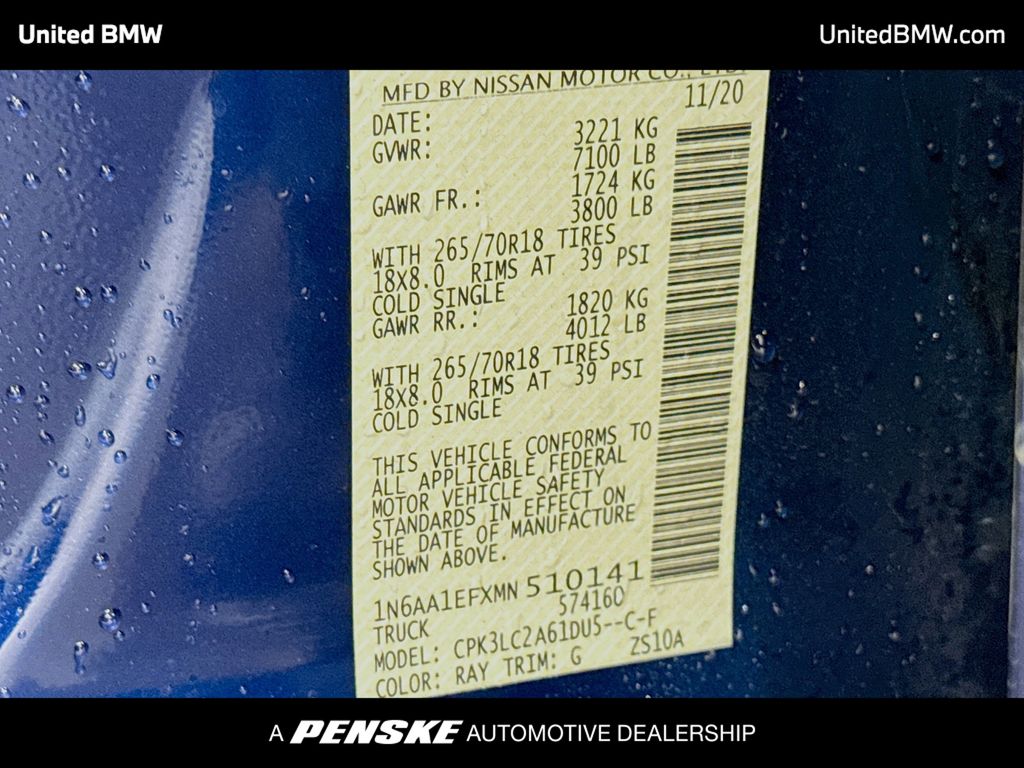 United BMW
UnitedBMW.com
MFD BY NISSAN MOTOR CO., LTD.
DATE: 11/20
GVWR: 3221 KG
7100 LB
GAWR FR.: 1724 KG
3800 LB
WITH 265/70R18 TIRES
18X8.0 RIMS AT 39 PSI
COLD SINGLE
GAWR RR.: 1820 KG
4012 LB
WITH 265/70R18 TIRES
18X8.0 RIMS AT 39 PSI
COLD SINGLE
THIS VEHICLE CONFORMS TO
ALL APPLICABLE FEDERAL
MOTOR VEHICLE SAFETY
STANDARDS IN EFFECT ON
THE DATE OF MANUFACTURE
SHOWN ABOVE.
1N6AA1EFXMN 510141
TRUCK 574160
MODEL: CPK3LC2A61DU5--C-F
COLOR: RAY TRIM: G ZS10A
A PENSKE AUTOMOTIVE DEALERSHIP